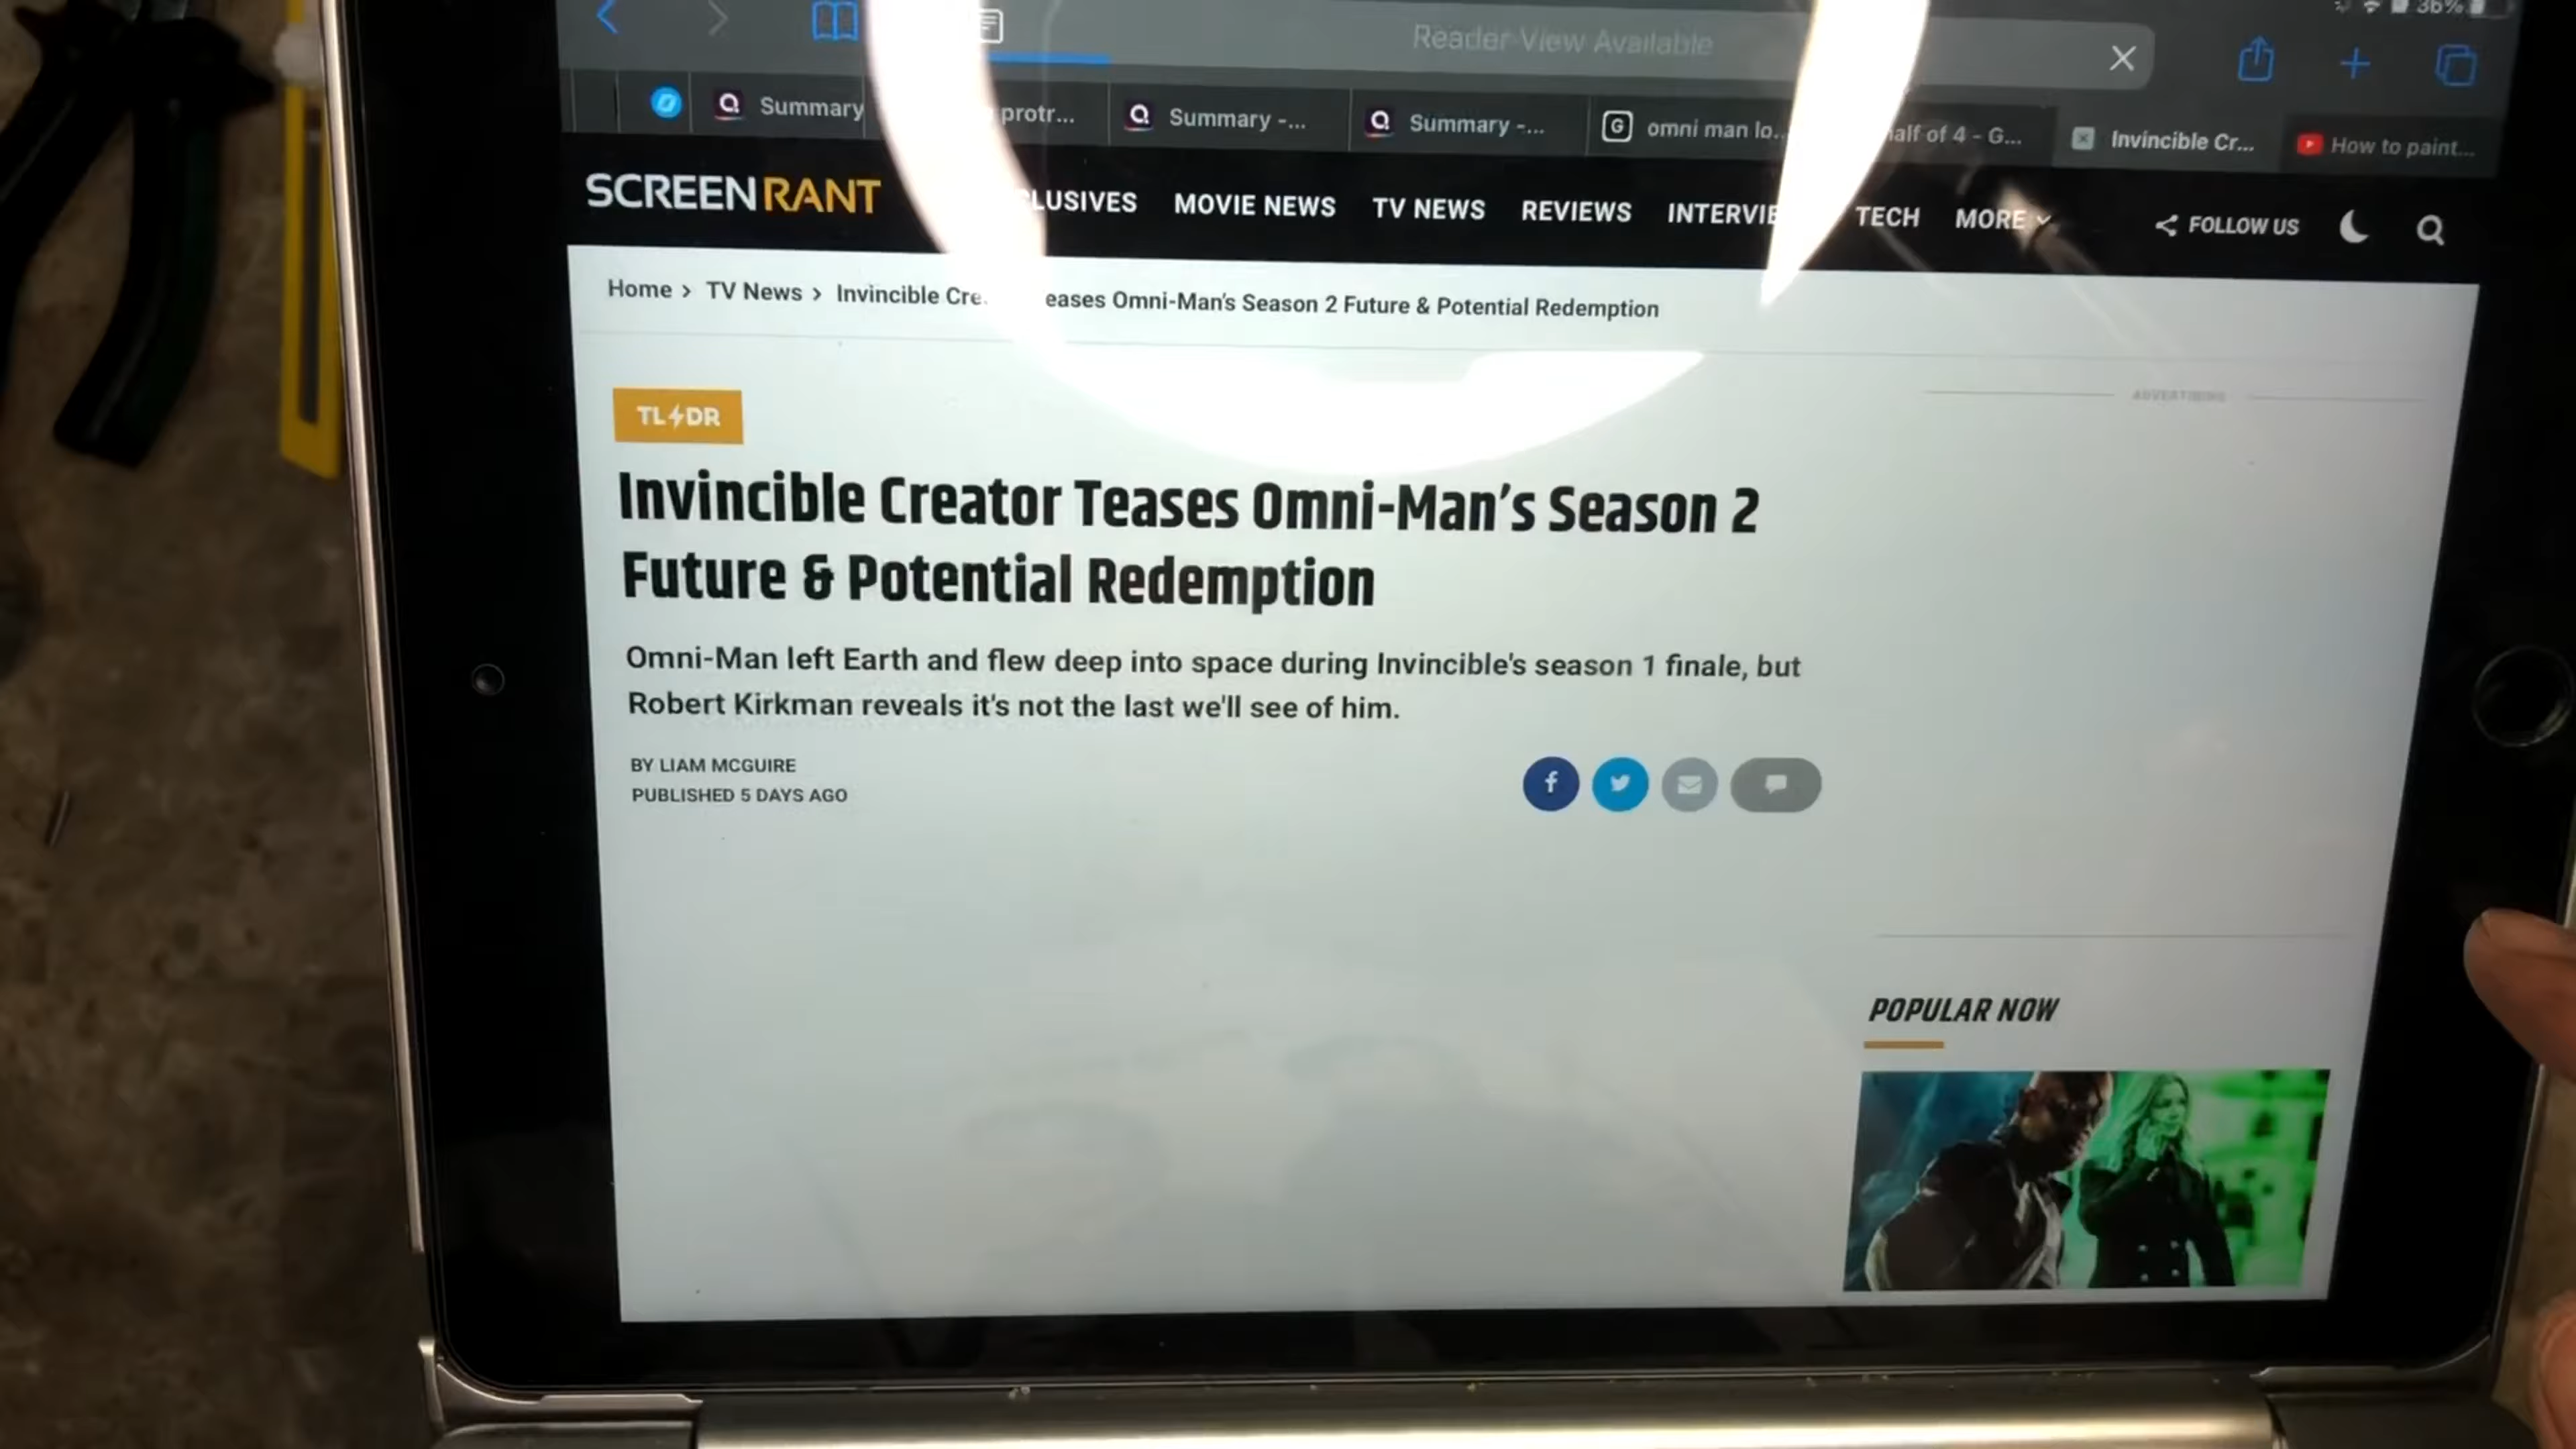 36%
Reader View Available
Summary
protr...
Summary -...
Summary -...
omni man lo...
alf of 4 - G...
Invincible Cr...
How to paint...
SCREENRANT
LUSIVES MOVIE NEWS TV NEWS REVIEWS INTERVIE TECH MORE FOLLOW US
Home > TV News > Invincible Cre eases Omni-Man's Season 2 Future & Potential Redemption
ADVERTISING
TL DR
Invincible Creator Teases Omni-Man's Season 2
Future & Potential Redemption
Omni-Man left Earth and flew deep into space during Invincible's season 1 finale, but
Robert Kirkman reveals it's not the last we'll see of him.
BY LIAM MCGUIRE
PUBLISHED 5 DAYS AGO
POPULAR NOW